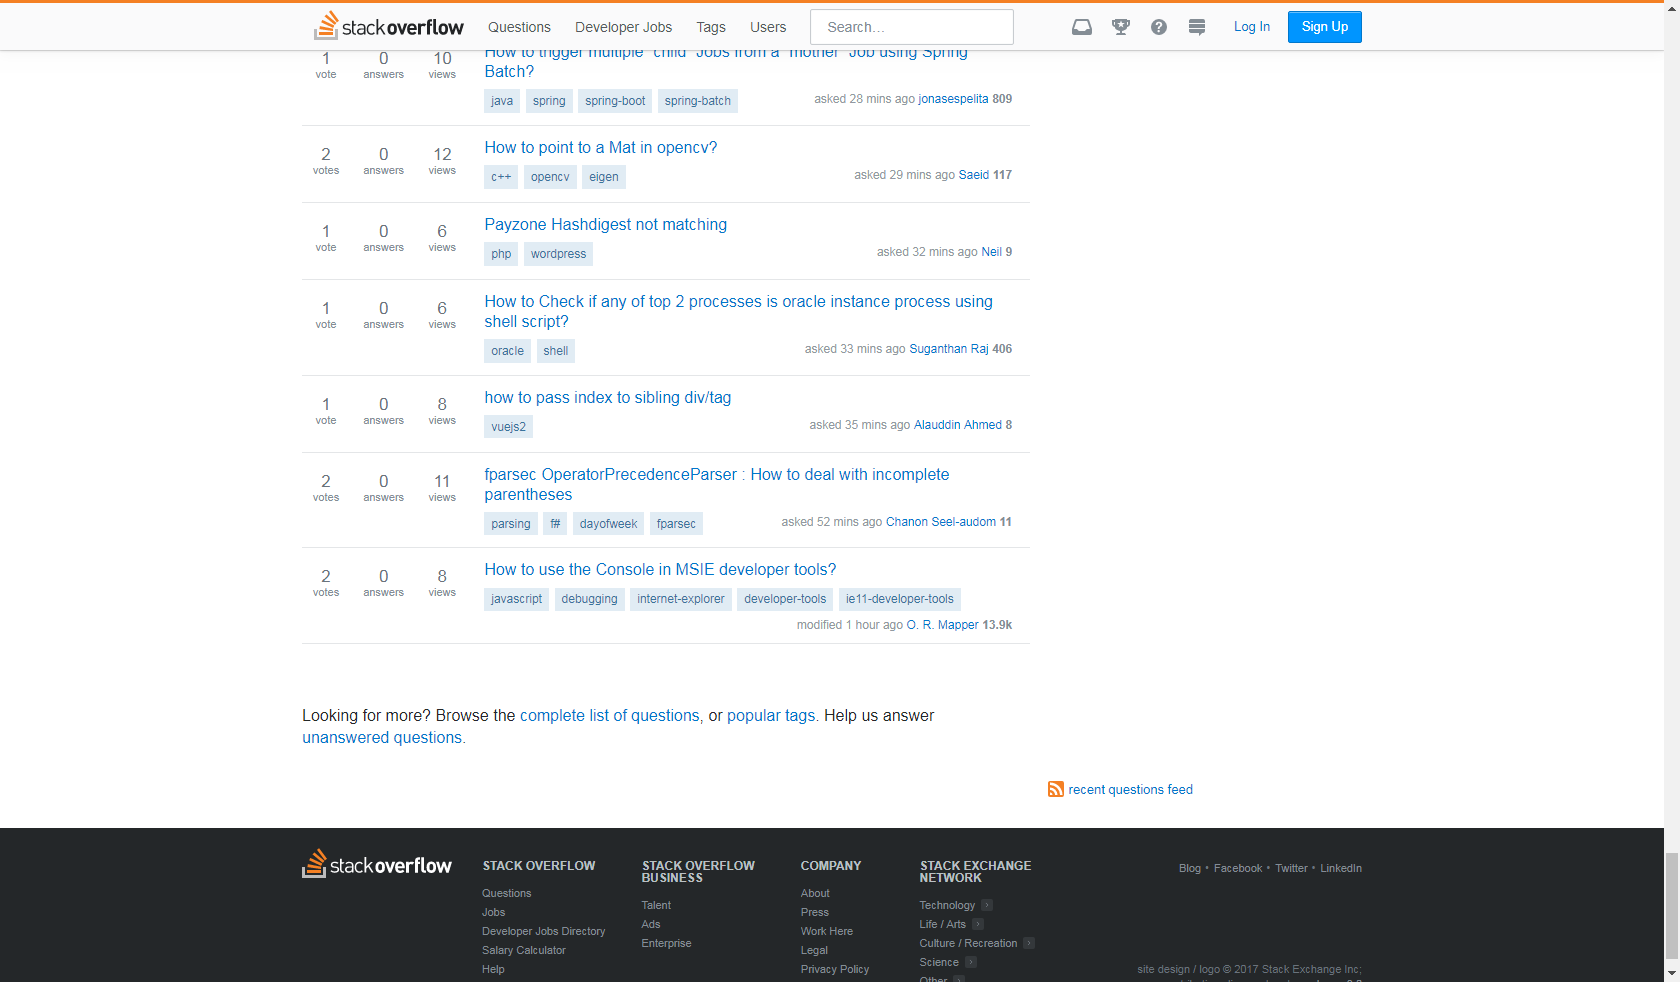 stackoverflow Questions Developer Jobs Tags Users Search... Log In Sign Up
1 0 10 How to trigger multiple "child" Jobs from a "mother" Job using Spring
vote answers views Batch?
java spring spring-boot spring-batch asked 28 mins ago jonasespelita 809
2 0 12 How to point to a Mat in opencv?
votes answers views c++ opencv eigen asked 29 mins ago Saeid 117
1 0 6 Payzone Hashdigest not matching
vote answers views php wordpress asked 32 mins ago Neil 9
1 0 6 How to Check if any of top 2 processes is oracle instance process using
vote answers views shell script?
oracle shell asked 33 mins ago Suganthan Raj 406
1 0 8 how to pass index to sibling div/tag
vote answers views vuejs2 asked 35 mins ago Alauddin Ahmed 8
2 0 11 fparsec OperatorPrecedenceParser : How to deal with incomplete
votes answers views parentheses
parsing f# dayofweek fparsec asked 52 mins ago Chanon Seel-audom 11
2 0 8 How to use the Console in MSIE developer tools?
votes answers views javascript debugging internet-explorer developer-tools ie11-developer-tools
modified 1 hour ago O. R. Mapper 13.9k
Looking for more? Browse the complete list of questions, or popular tags. Help us answer
unanswered questions.
recent questions feed
stackoverflow
STACK OVERFLOW
Questions
Jobs
Developer Jobs Directory
Salary Calculator
Help
STACK OVERFLOW
BUSINESS
Talent
Ads
Enterprise
COMPANY
About
Press
Work Here
Legal
Privacy Policy
STACK EXCHANGE
NETWORK
Technology
Life / Arts
Culture / Recreation
Science
Other
Blog • Facebook • Twitter • LinkedIn
site design / logo © 2017 Stack Exchange Inc;